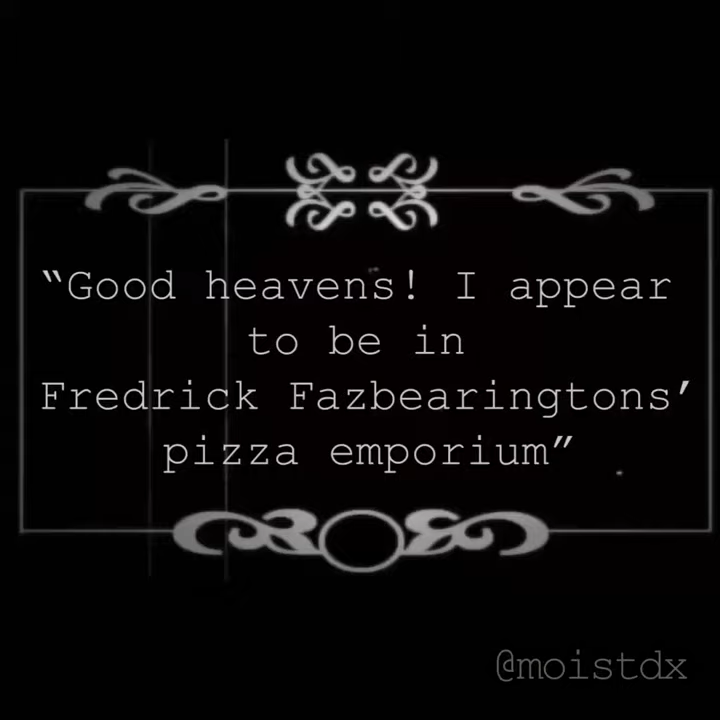 “Good heavens! I appear
to be in
Fredrick Fazbearingtons’
pizza emporium”
@moistdx